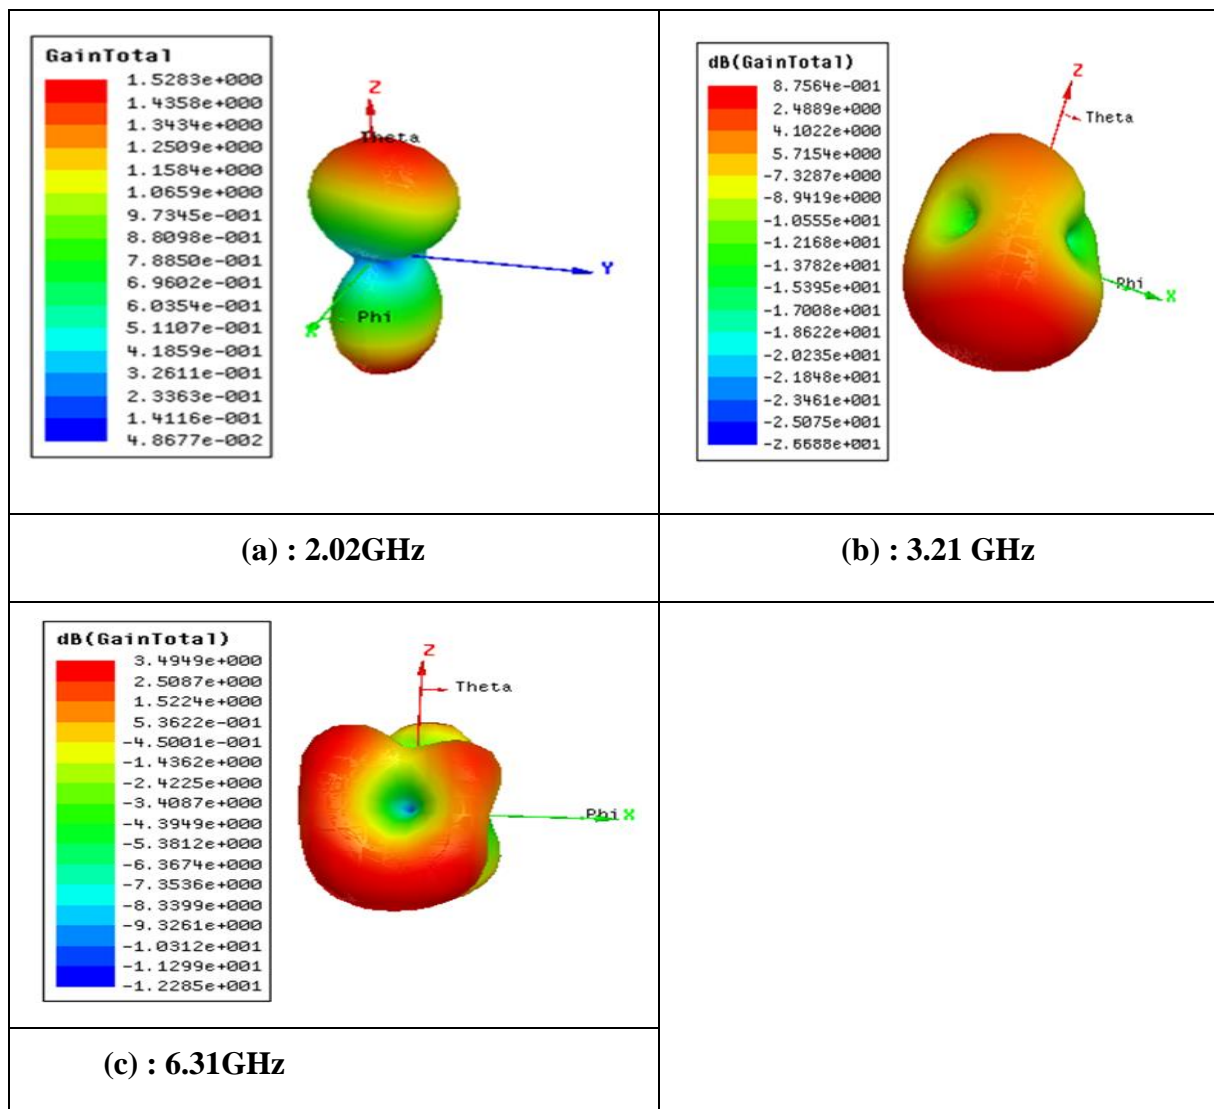 GainTotal
1.5283e+000
1.4358e+000
1.3434e+000
1.2509e+000
1.1584e+000
1.0659e+000
9.7345e-001
8.8098e-001
7.8850e-001
6.9602e-001
6.0354e-001
5.1107e-001
4.1859e-001
3.2611e-001
2.3363e-001
1.4116e-001
4.8677e-002
Z
Theta
Y
Phi
X
dB(GainTotal)
8.7564e-001
2.4889e+000
4.1022e+000
5.7154e+000
-7.3287e+000
-8.9419e+000
-1.0555e+001
-1.2168e+001
-1.3782e+001
-1.5395e+001
-1.7008e+001
-1.8622e+001
-2.0235e+001
-2.1848e+001
-2.3461e+001
-2.5075e+001
-2.6688e+001
Z
Theta
Phi
X
(a) : 2.02GHz
(b) : 3.21 GHz
dB(GainTotal)
3.4949e+000
2.5087e+000
1.5224e+000
5.3622e-001
-4.5001e-001
-1.4362e+000
-2.4225e+000
-3.4087e+000
-4.3949e+000
-5.3812e+000
-6.3674e+000
-7.3536e+000
-8.3399e+000
-9.3261e+000
-1.0312e+001
-1.1299e+001
-1.2285e+001
Z
Theta
Phi X
(c) : 6.31GHz